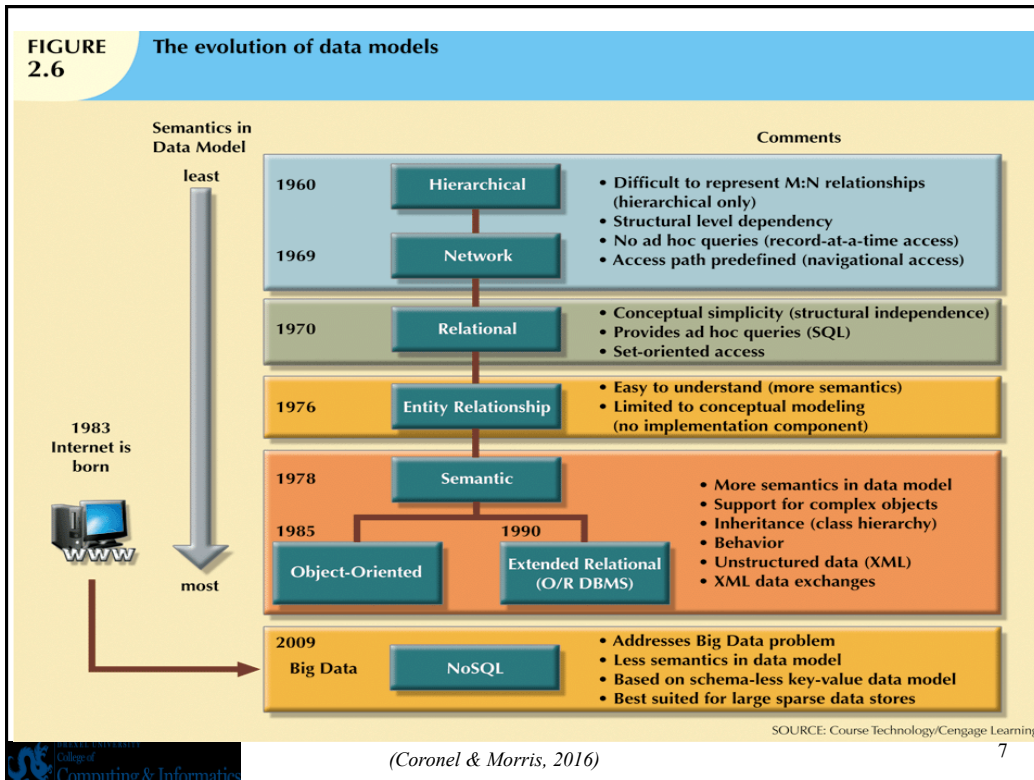 FIGURE
2.6
The evolution of data models
Semantics in
Data Model
least
most
Comments
1960
Hierarchical
1969
Network
• Difficult to represent M:N relationships
(hierarchical only)
• Structural level dependency
• No ad hoc queries (record-at-a-time access)
• Access path predefined (navigational access)
1970
Relational
• Conceptual simplicity (structural independence)
• Provides ad hoc queries (SQL)
• Set-oriented access
1976
Entity Relationship
• Easy to understand (more semantics)
• Limited to conceptual modeling
(no implementation component)
1983
Internet is
born
WWW
1978
Semantic
1985
Object-Oriented
1990
Extended Relational
(O/R DBMS)
• More semantics in data model
• Support for complex objects
• Inheritance (class hierarchy)
• Behavior
• Unstructured data (XML)
• XML data exchanges
2009
Big Data
NoSQL
• Addresses Big Data problem
• Less semantics in data model
• Based on schema-less key-value data model
• Best suited for large sparse data stores
SOURCE: Course Technology/Cengage Learning
DREXEL UNIVERSITY
College of
Computing & Informatics
(Coronel & Morris, 2016)
7